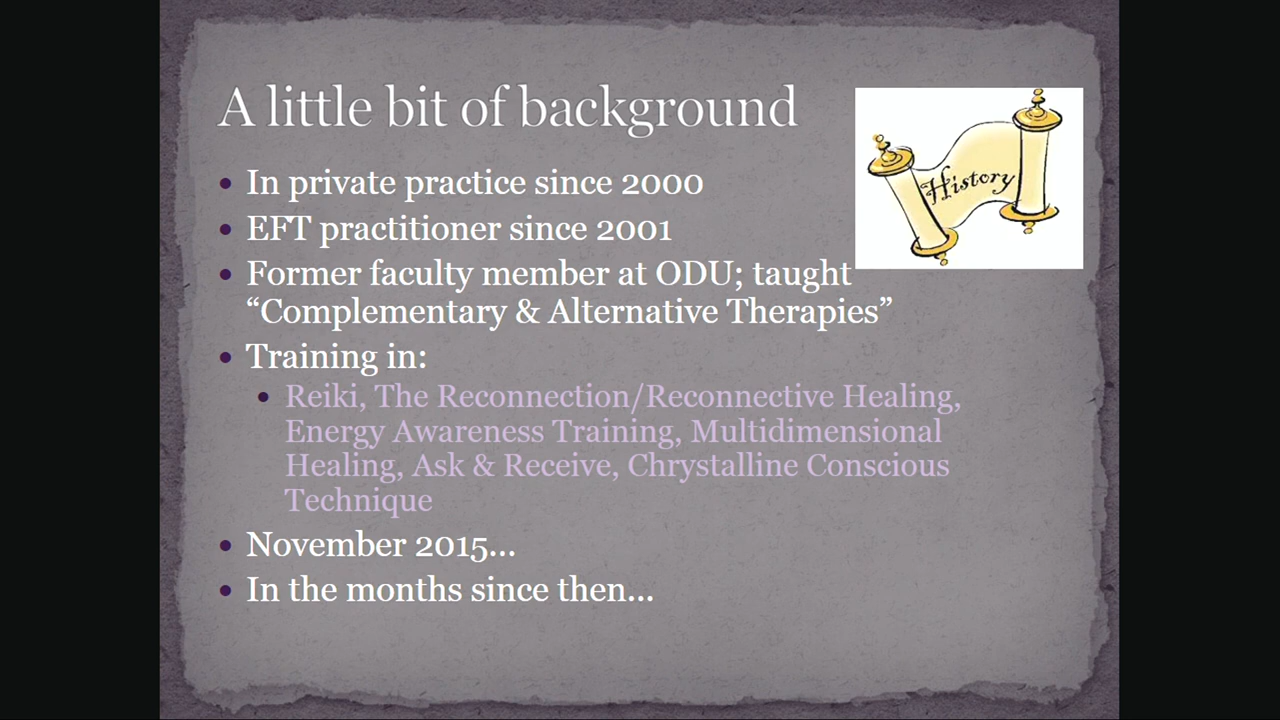 A little bit of background
History
• In private practice since 2000
• EFT practitioner since 2001
• Former faculty member at ODU; taught
“Complementary & Alternative Therapies”
• Training in:
• Reiki, The Reconnection/Reconnective Healing,
Energy Awareness Training, Multidimensional
Healing, Ask & Receive, Chrystalline Conscious
Technique
• November 2015…
• In the months since then…